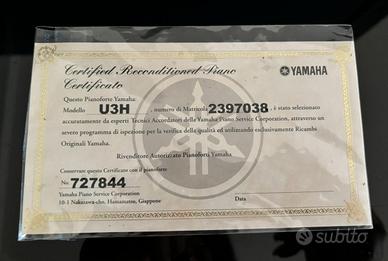 Certified Reconditioned Piano
Certificato
YAMAHA
Questo Pianoforte Yamaha:
Modello U3H , numero di Matricola 2397038, è stato selezionato
accuratamente da esperti Tecnici Accordatori della Yamaha Piano Service Corporation, attraverso un
severo programma di ispezione per la verifica della qualità ed utilizzando esclusivamente Ricambi
Originali Yamaha.
Rivenditore Autorizzato Pianoforti Yamaha
Conservare questo Certificato con il pianoforte
No 727844
Yamaha Piano Service Corporation
10-1 Nakazawa-cho, Hamamatsu, Giappone
Data
subito